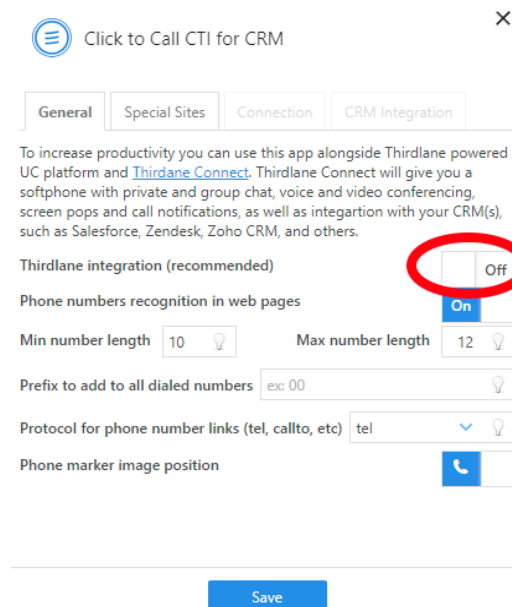 Click to Call CTI for CRM
General Special Sites Connection CRM Integration
To increase productivity you can use this app alongside Thirdlane powered
UC platform and Thirdane Connect. Thirdlane Connect will give you a
softphone with private and group chat, voice and video conferencing,
screen pops and call notifications, as well as integartion with your CRM(s),
such as Salesforce, Zendesk, Zoho CRM, and others.
Thirdlane integration (recommended) Off
Phone numbers recognition in web pages On
Min number length 10 Max number length 12
Prefix to add to all dialed numbers ex: 00
Protocol for phone number links (tel, callto, etc) tel
Phone marker image position
Save